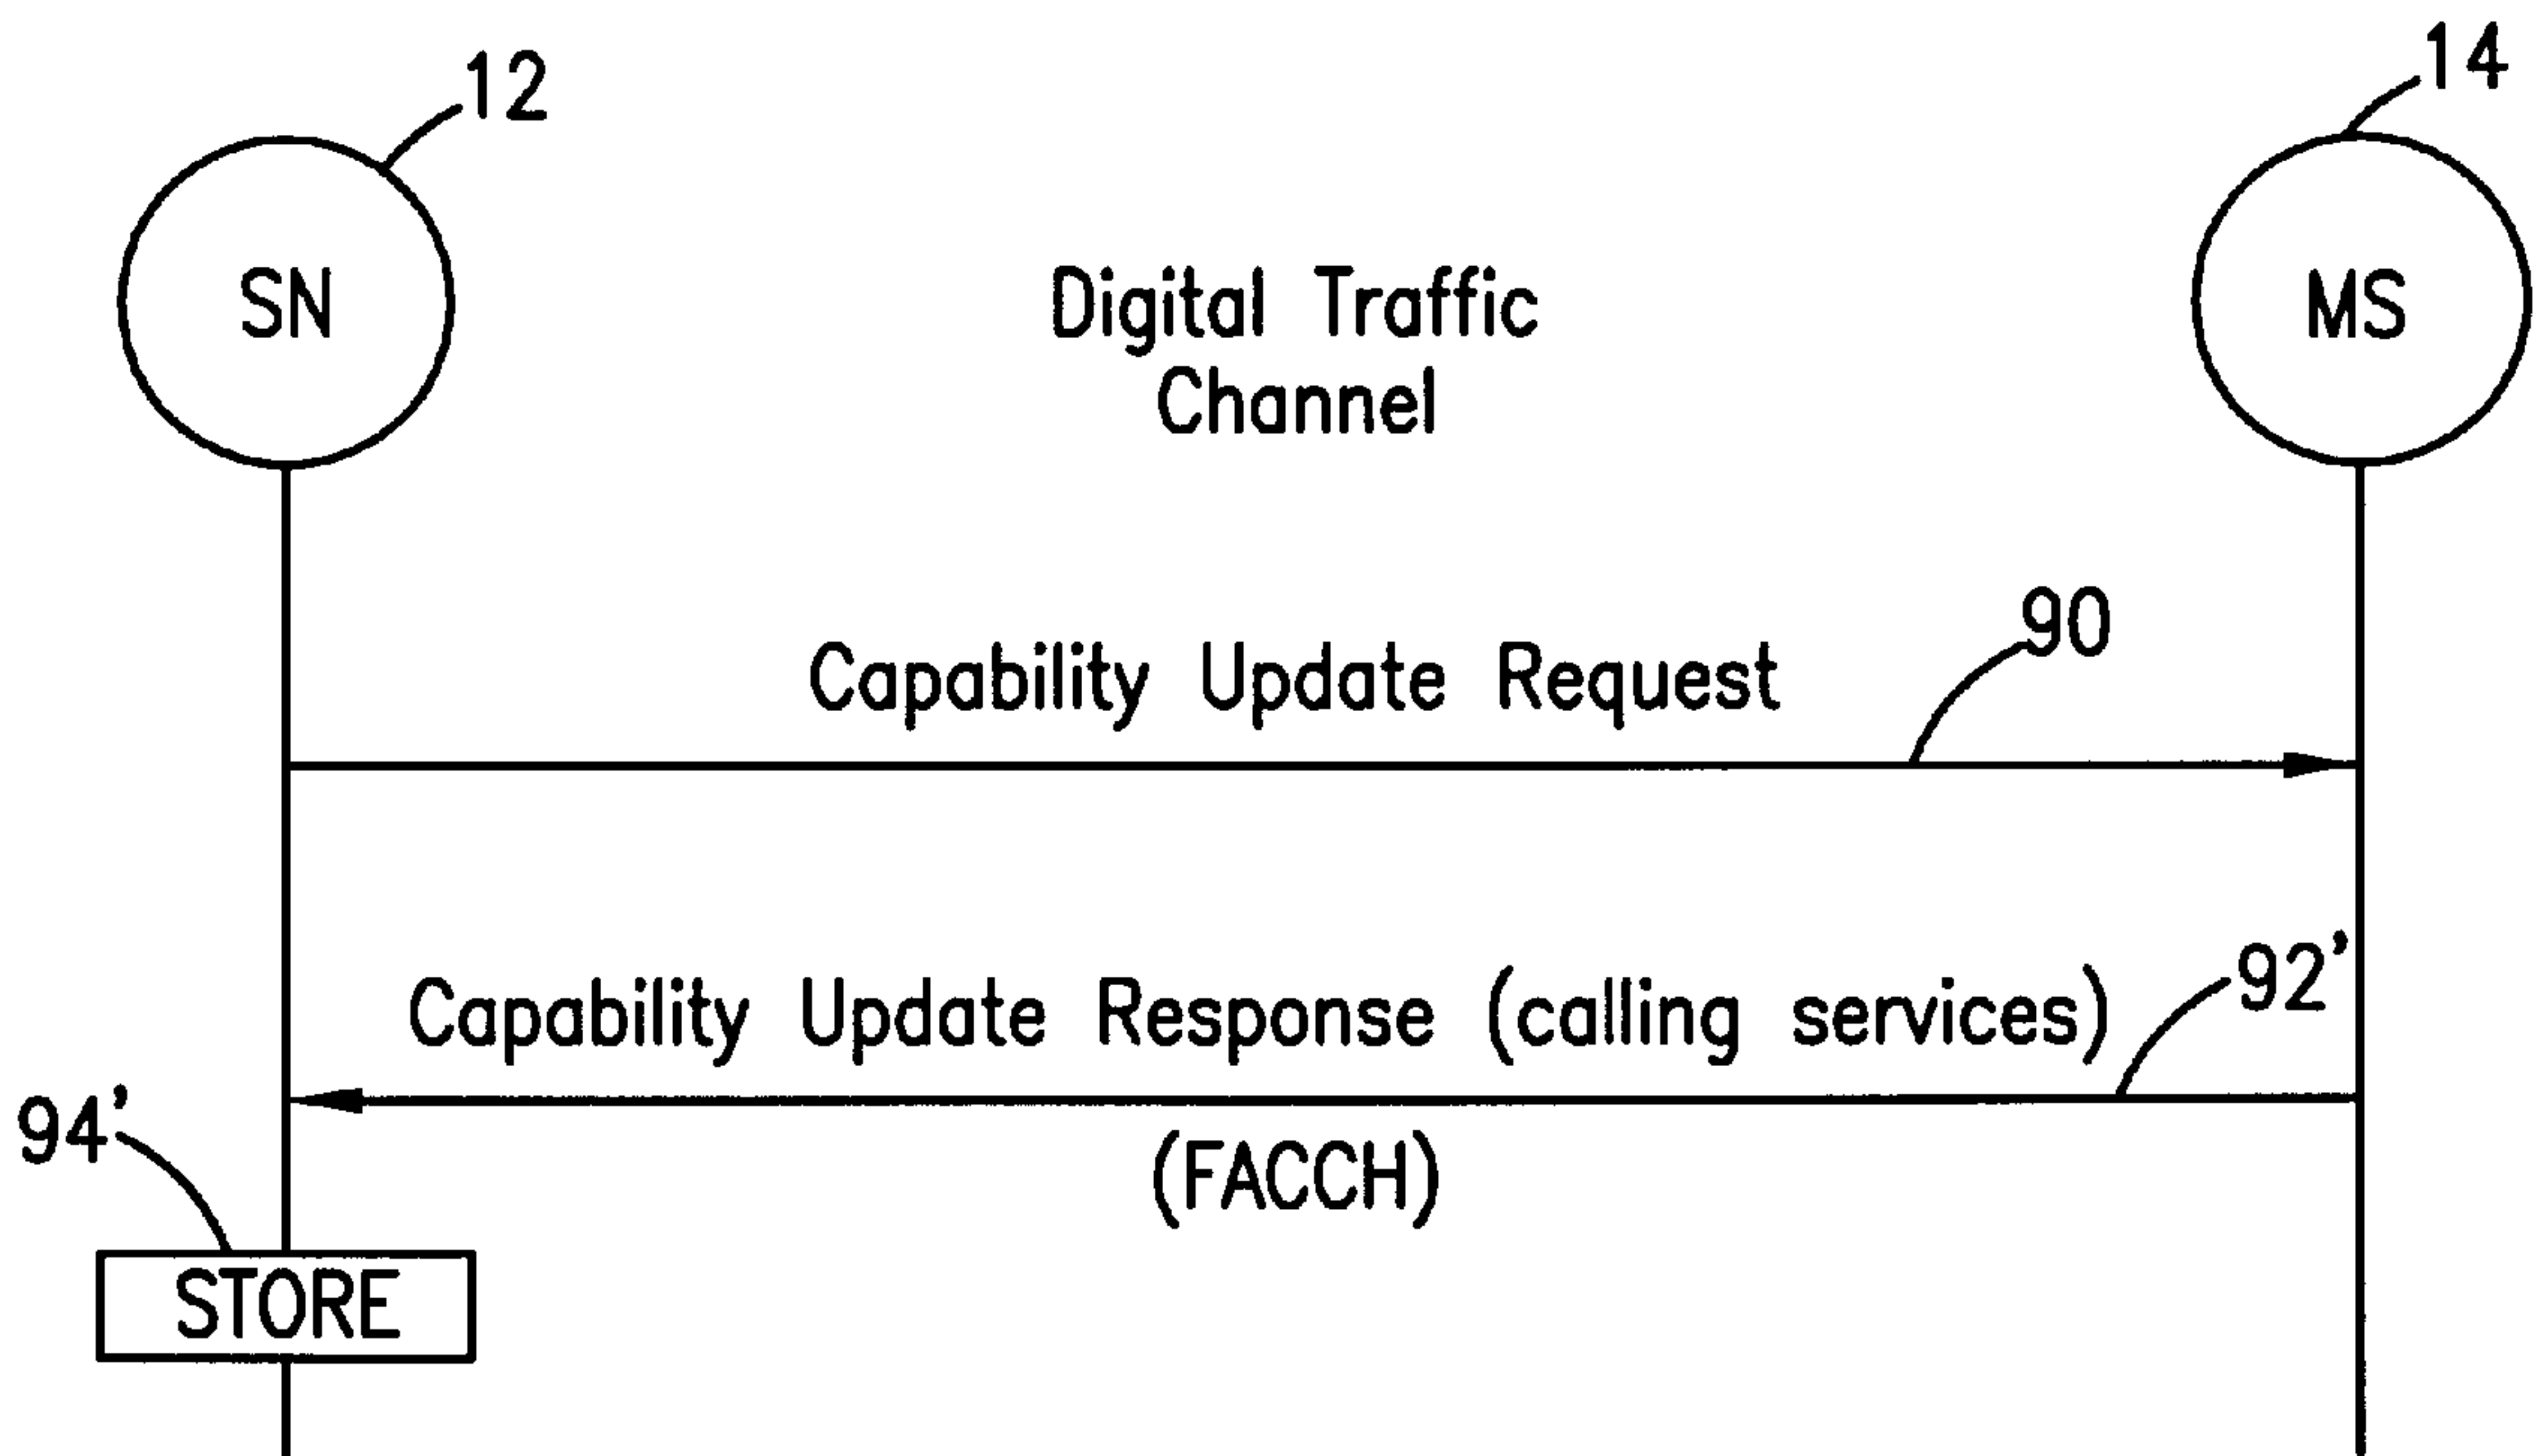 12
14
SN
MS
Digital Traffic
Channel
90
Capability Update Request
92'
Capability Update Response (calling services)
94'
(FACCH)
STORE